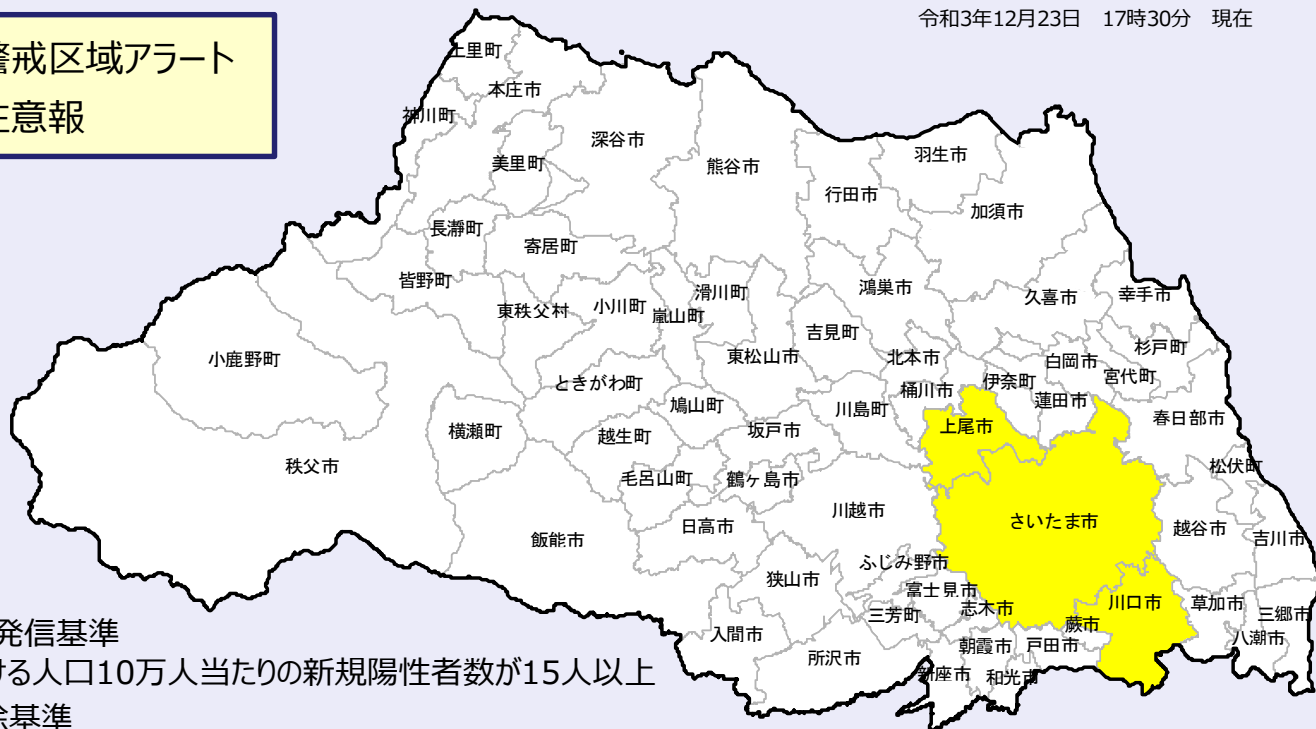 令和3年12月23日 17時30分 現在
警戒区域アラート
注意報
上里町
本庄市
神川町
美里町
深谷市
熊谷市
行田市
羽生市
加須市
長瀞町
寄居町
皆野町
東秩父村
小川町
嵐山町
滑川町
鴻巣市
久喜市
幸手市
吉見町
小鹿野町
東松山市
北本市
白岡市
杉戸町
ときがわ町
桶川市
伊奈町
宮代町
鳩山町
川島町
蓮田市
横瀬町
越生町
坂戸市
上尾市
春日部市
秩父市
毛呂山町
鶴ヶ島市
松伏町
川越市
さいたま市
飯能市
日高市
越谷市
吉川市
ふじみ野市
狭山市
富士見市
三芳町
志木市
川口市
草加市
三郷市
蕨市
入間市
朝霞市
戸田市
八潮市
所沢市
新座市
和光市
発信基準
ける人口10万人当たりの新規陽性者数が15人以上
除基準